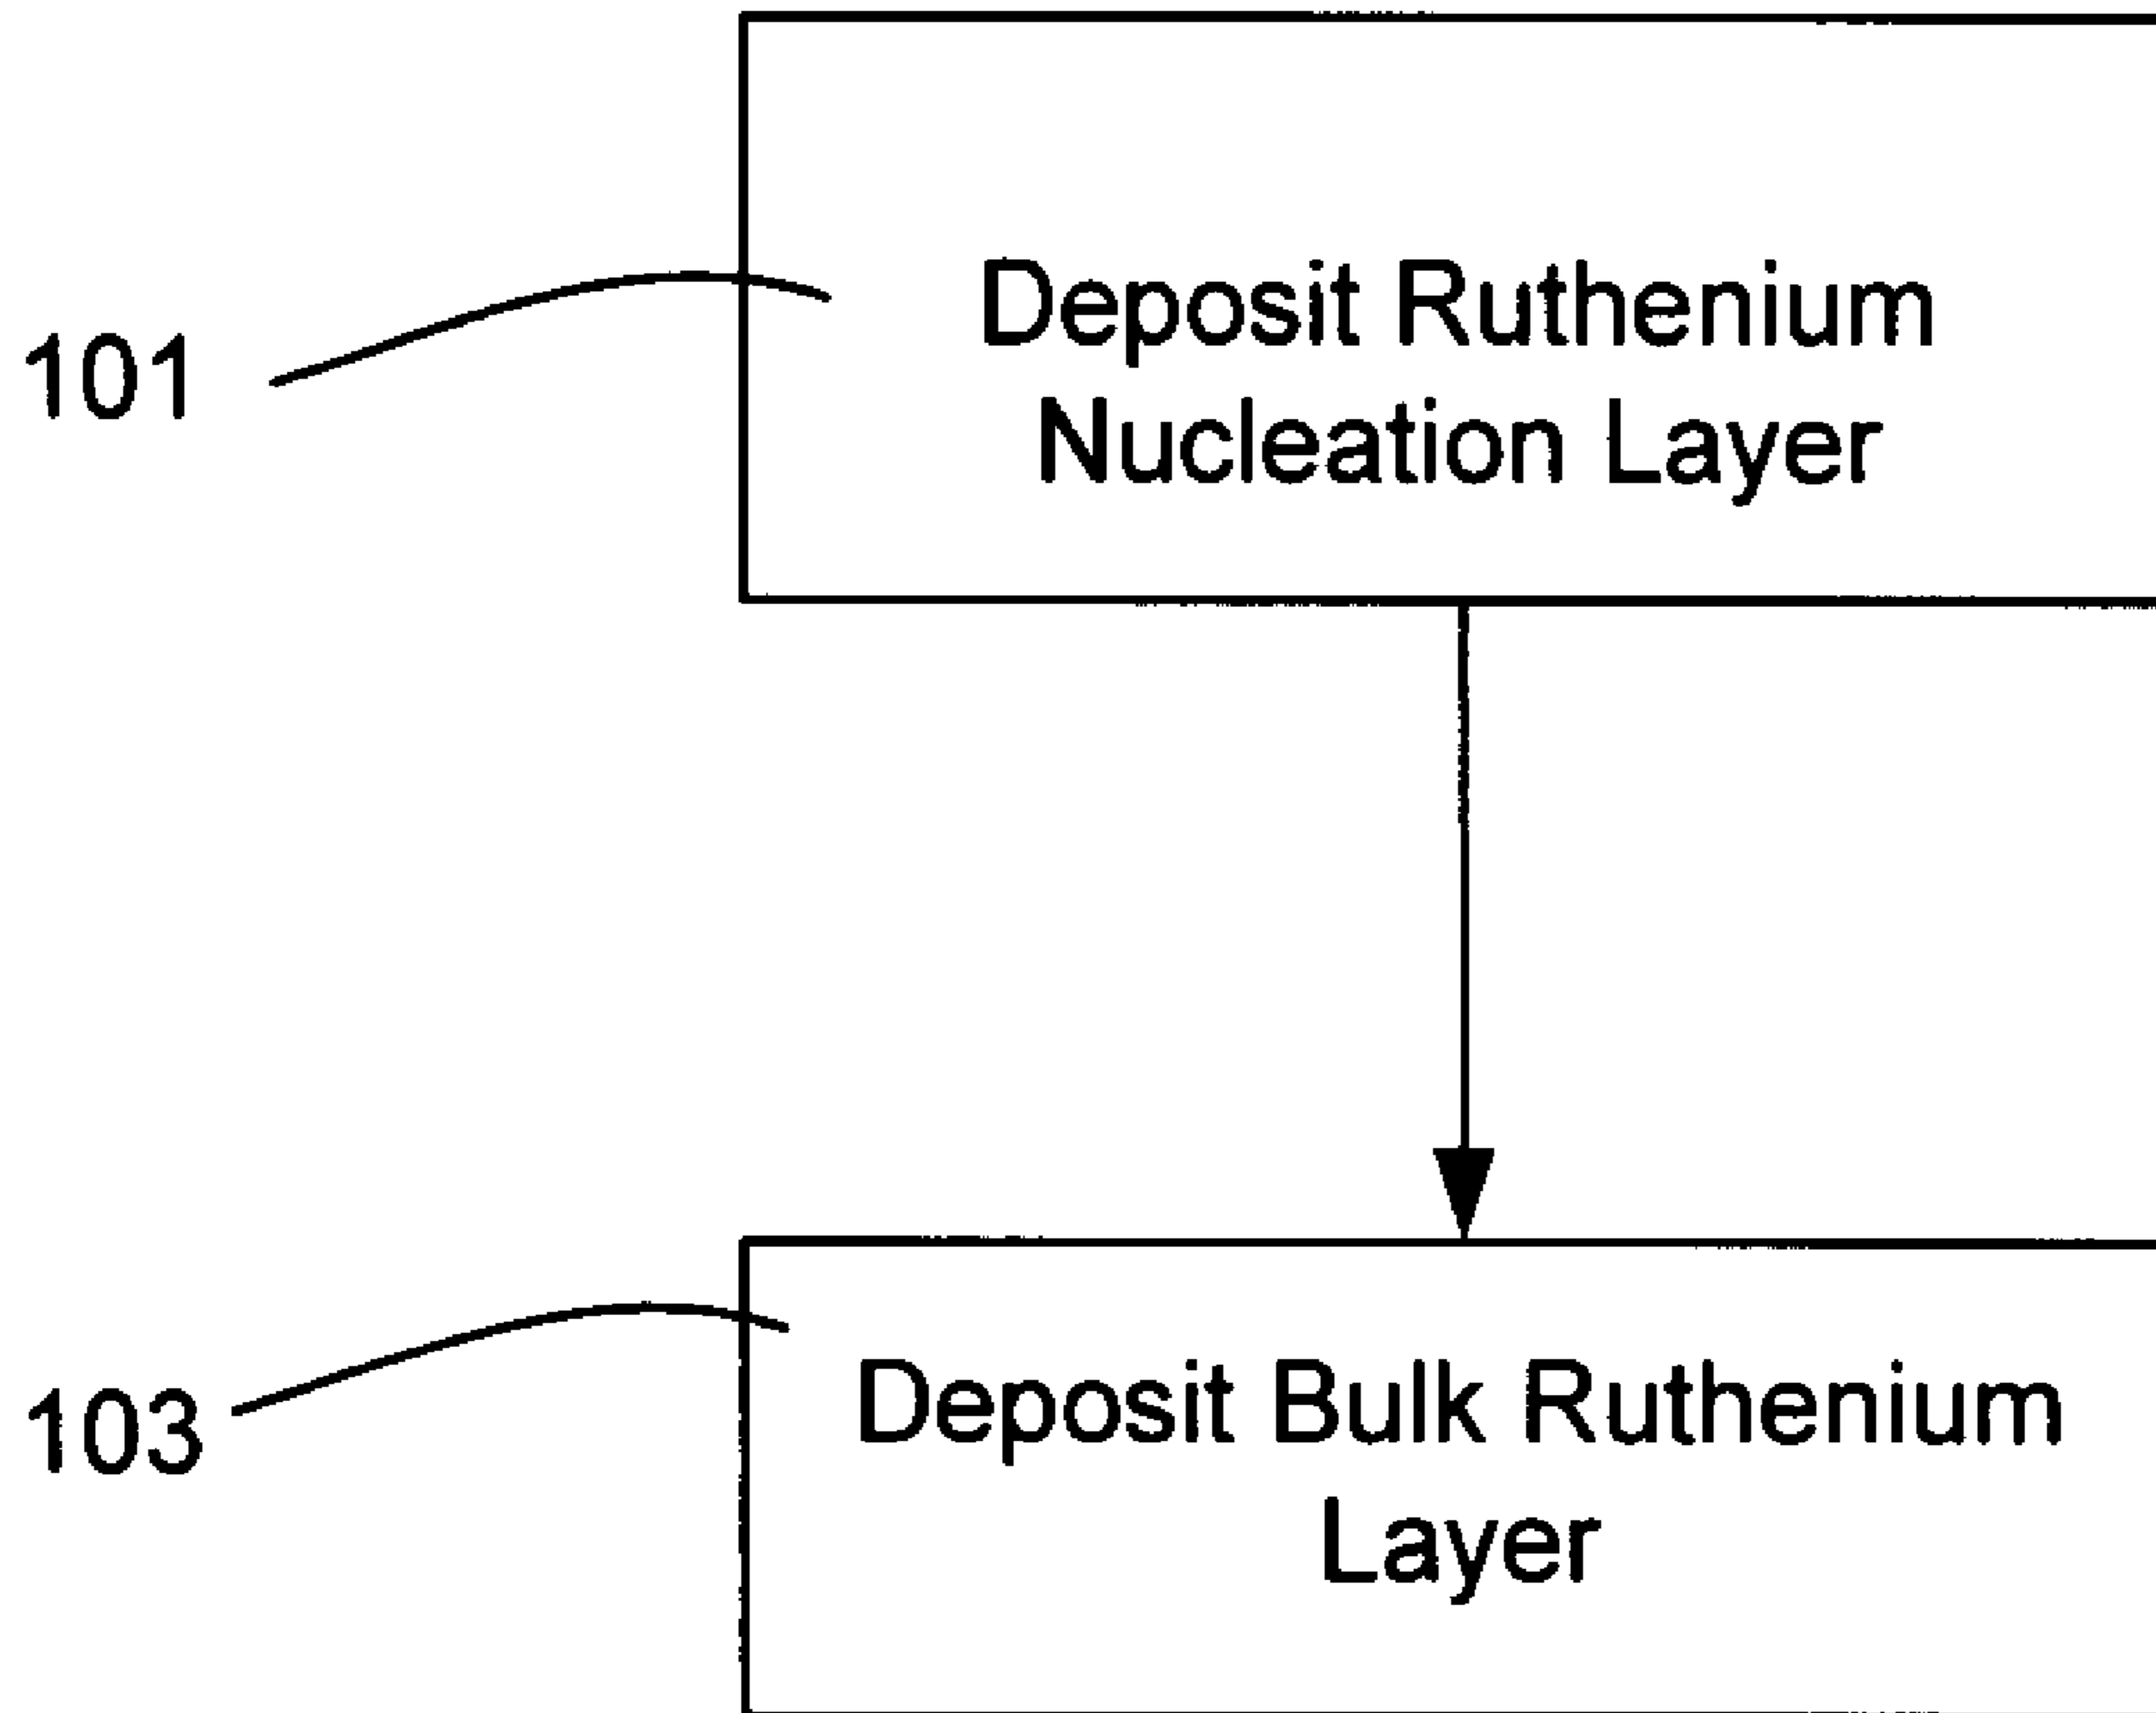 101
Deposit Ruthenium
Nucleation Layer
103
Deposit Bulk Ruthenium
Layer